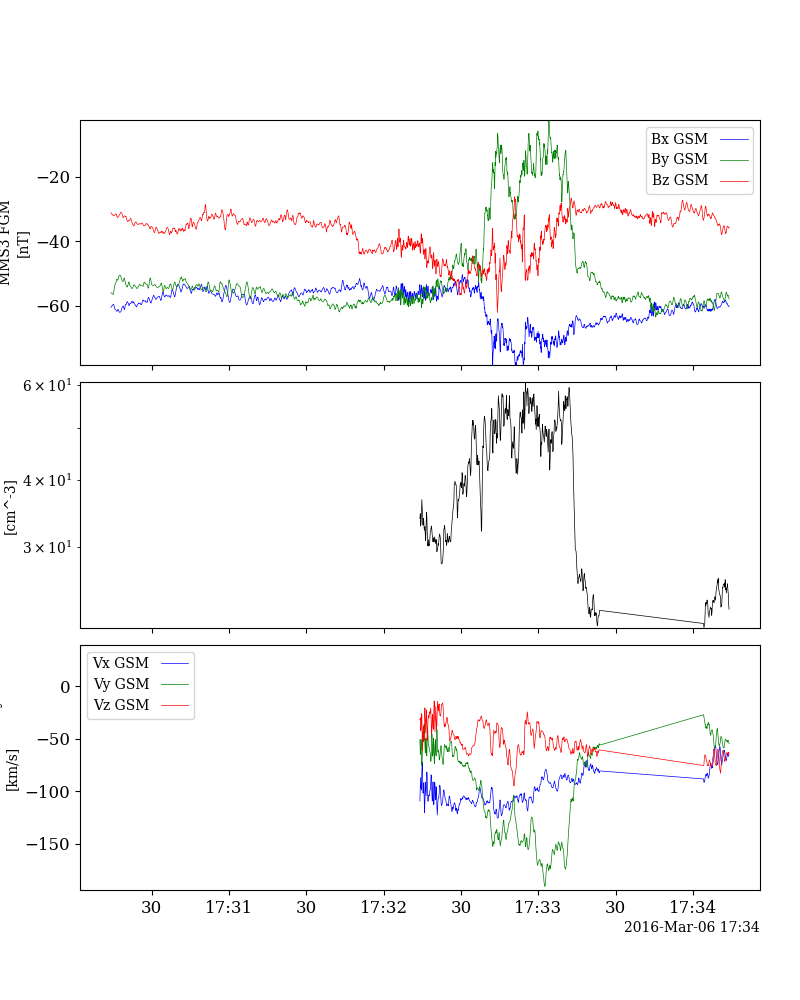 Bx GSM
By GSM
Bz GSM
MMS3 FGM
[nT]
−20
−40
−60
6 × 10¹
4 × 10¹
3 × 10¹
[cm^-3]
Vx GSM
Vy GSM
Vz GSM
[km/s]
0
−50
−100
−150
30 17:31 30 17:32 30 17:33 30 17:34
2016-Mar-06 17:34